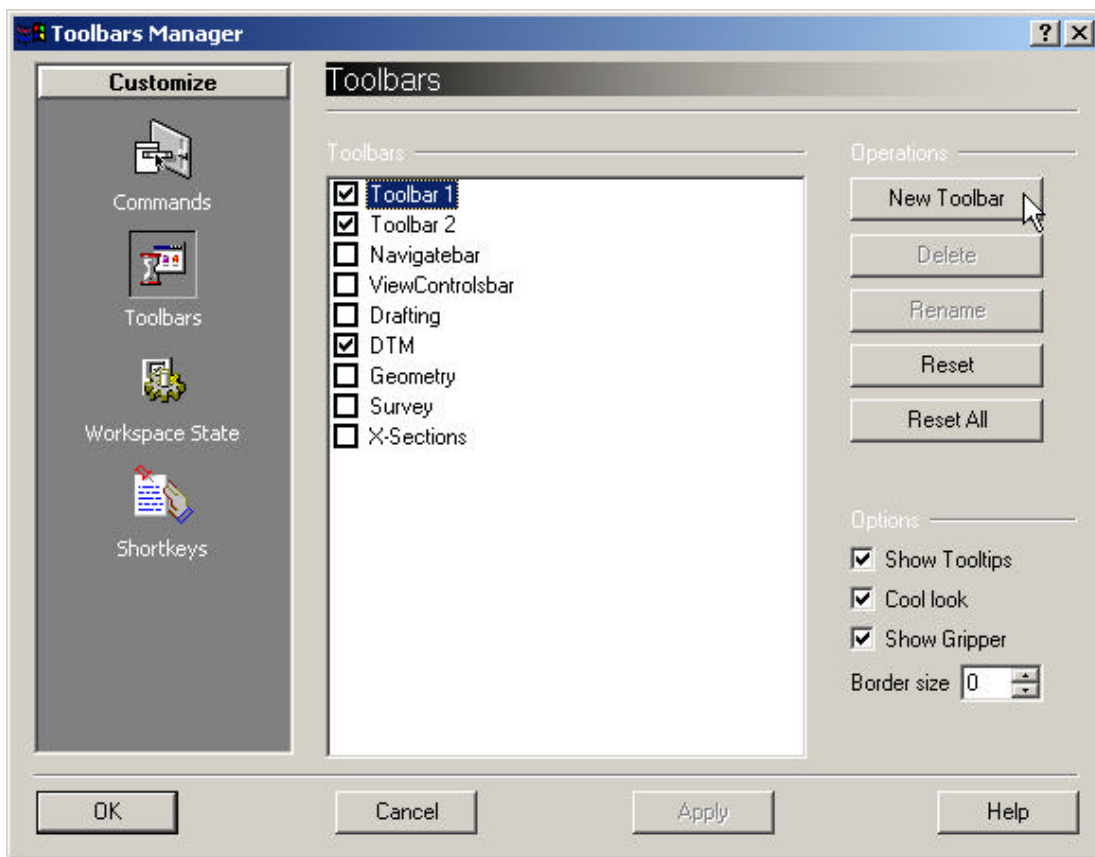 Toolbars Manager
Customize
Commands
Toolbars
Workspace State
Shortkeys
Toolbars
Toolbars
Toolbar 1
Toolbar 2
Navigatebar
ViewControlsbar
Drafting
DTM
Geometry
Survey
X-Sections
Operations
New Toolbar
Delete
Rename
Reset
Reset All
Options
Show Tooltips
Cool look
Show Gripper
Border size 0
OK
Cancel
Apply
Help